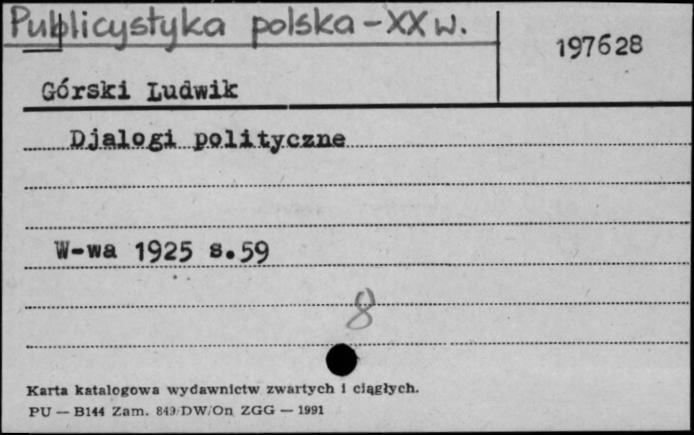 Publicystyka polska - XX w.
197628
Górski Ludwik
Djalogi polityczne
W-wa 1925 s.59
8
Karta katalogowa wydawnictw zwartych i ciągłych.
PU — B144 Zam. 849/DW/On ZGG — 1991